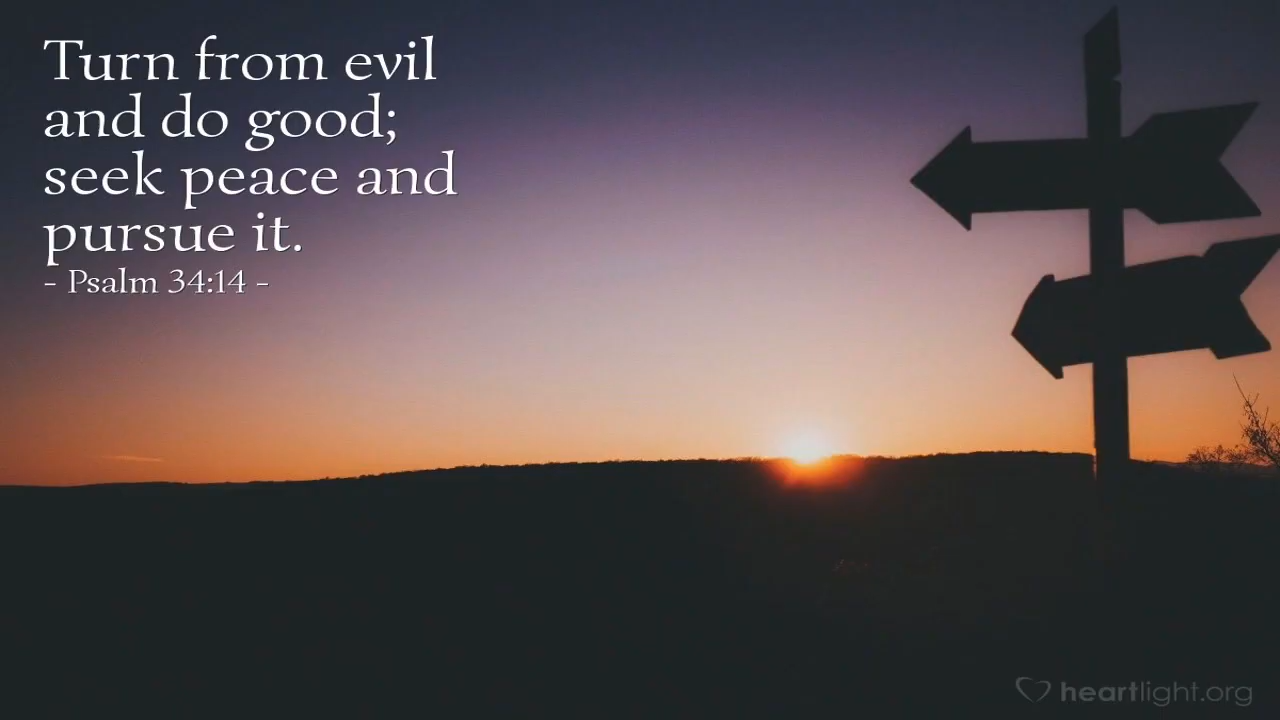 Turn from evil
and do good;
seek peace and
pursue it.
- Psalm 34:14 -
heartlight.org